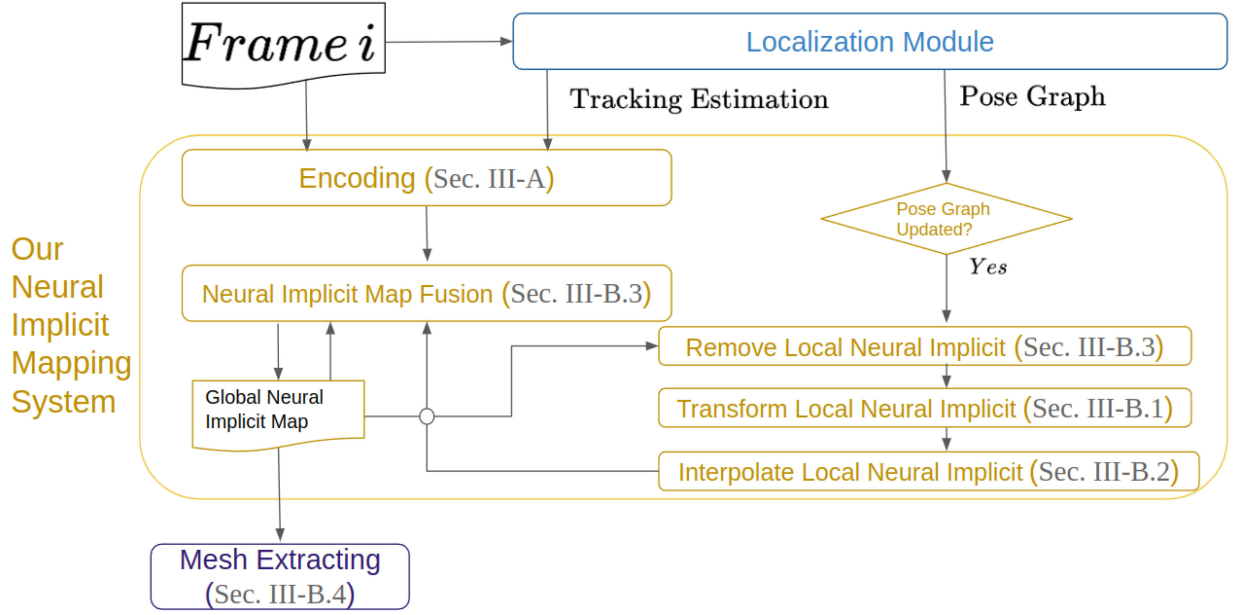 Frame i
Localization Module
Tracking Estimation
Pose Graph
Encoding (Sec. III-A)
Pose Graph
Updated?
Yes
Our
Neural
Implicit
Mapping
System
Neural Implicit Map Fusion (Sec. III-B.3)
Remove Local Neural Implicit (Sec. III-B.3)
Global Neural
Implicit Map
Transform Local Neural Implicit (Sec. III-B.1)
Interpolate Local Neural Implicit (Sec. III-B.2)
Mesh Extracting
(Sec. III-B.4)